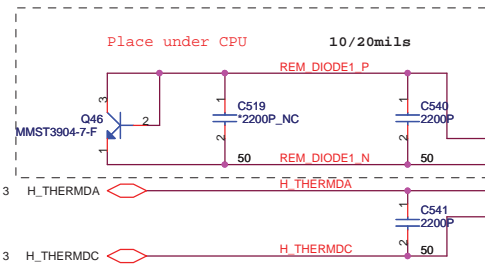 Place under CPU
10/20mils
REM_DIODE1_P
3
Q46
2
MMST3904-7-F
1
1
C519
*2200P_NC
2
50
1
C540
2200P
2
50
REM_DIODE1_N
3 H_THERMDA
H_THERMDA
1
C541
2200P
2
50
3 H_THERMDC
H_THERMDC